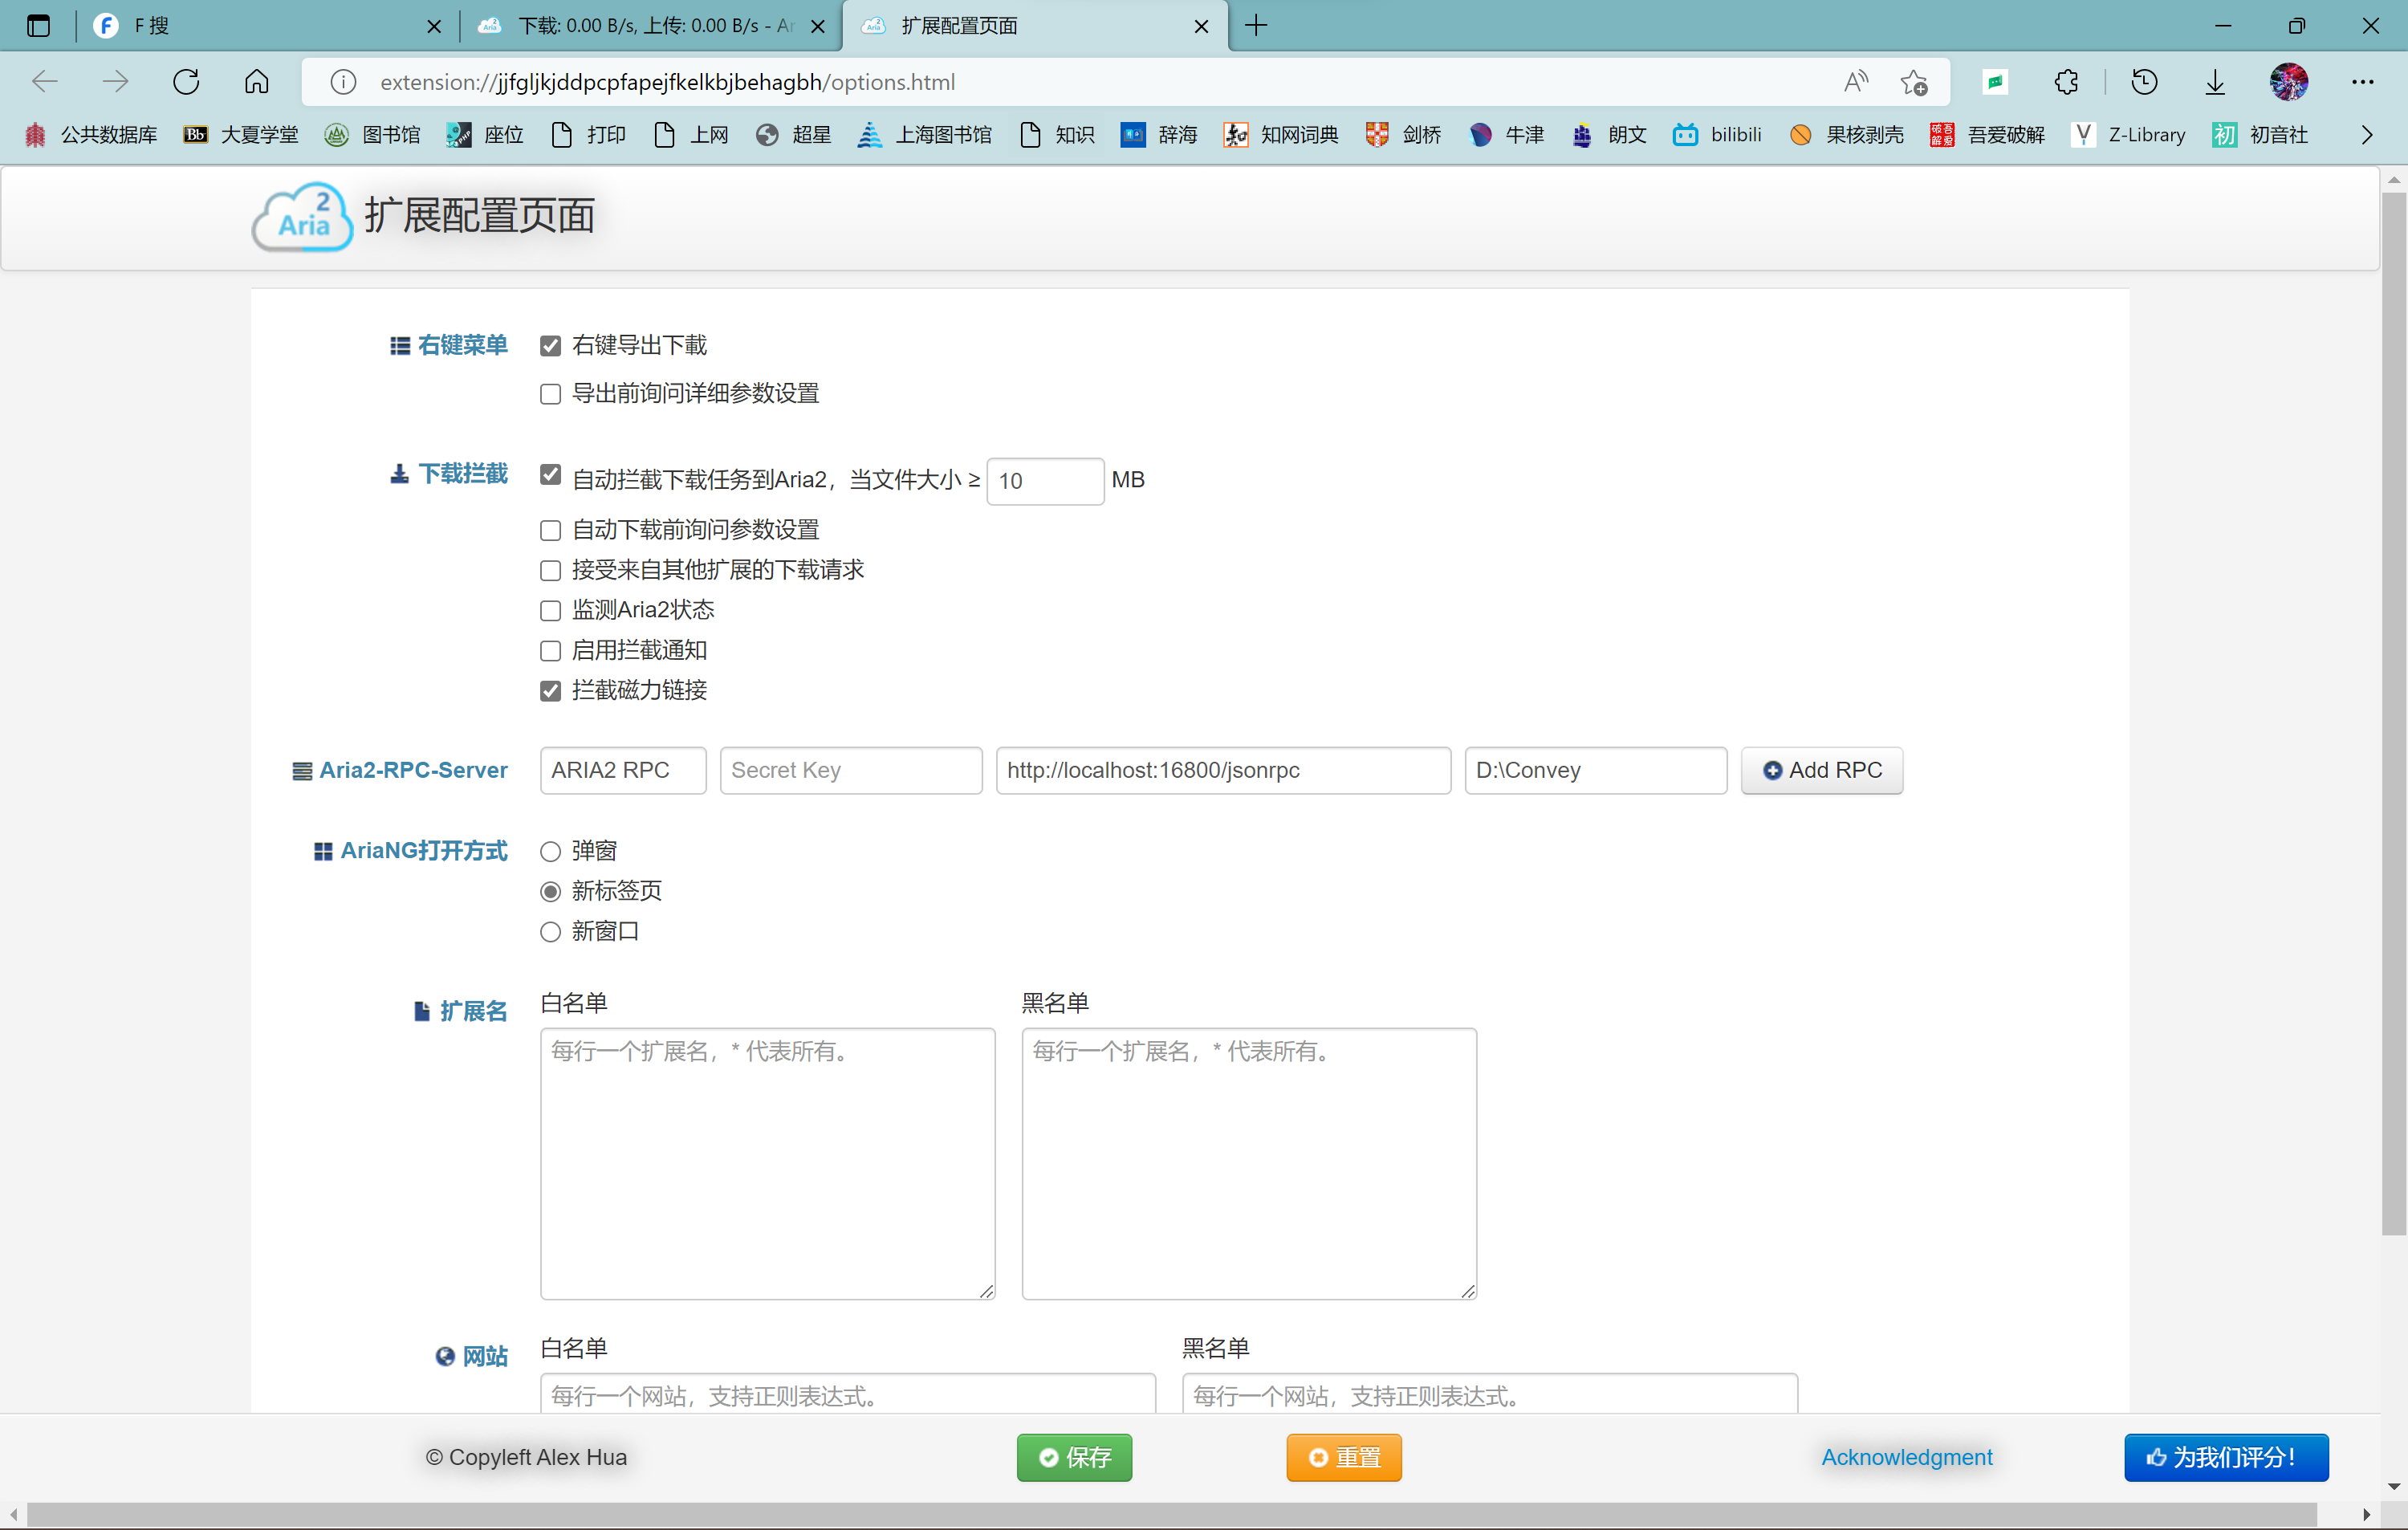 F 搜
下载: 0.00 B/s, 上传: 0.00 B/s - Ar
扩展配置页面
extension://jjfgljkjddpcpfapejfkelkbjbehagbh/options.html
公共数据库 大夏学堂 图书馆 座位 打印 上网 超星 上海图书馆 知识 辞海 知网词典 剑桥 牛津 朗文 bilibili 果核剥壳 吾爱破解 Z-Library 初音社
Aria2 扩展配置页面
右键菜单 右键导出下载
导出前询问详细参数设置
下载拦截 自动拦截下载任务到Aria2，当文件大小 ≥ 10 MB
自动下载前询问参数设置
接受来自其他扩展的下载请求
监测Aria2状态
启用拦截通知
拦截磁力链接
Aria2-RPC-Server ARIA2 RPC Secret Key http://localhost:16800/jsonrpc D:\Convey Add RPC
AriaNG打开方式 弹窗
新标签页
新窗口
扩展名 白名单 黑名单
每行一个扩展名，* 代表所有。 每行一个扩展名，* 代表所有。
网站 白名单 黑名单
每行一个网站，支持正则表达式。 每行一个网站，支持正则表达式。
© Copyleft Alex Hua 保存 重置 Acknowledgment 为我们评分！